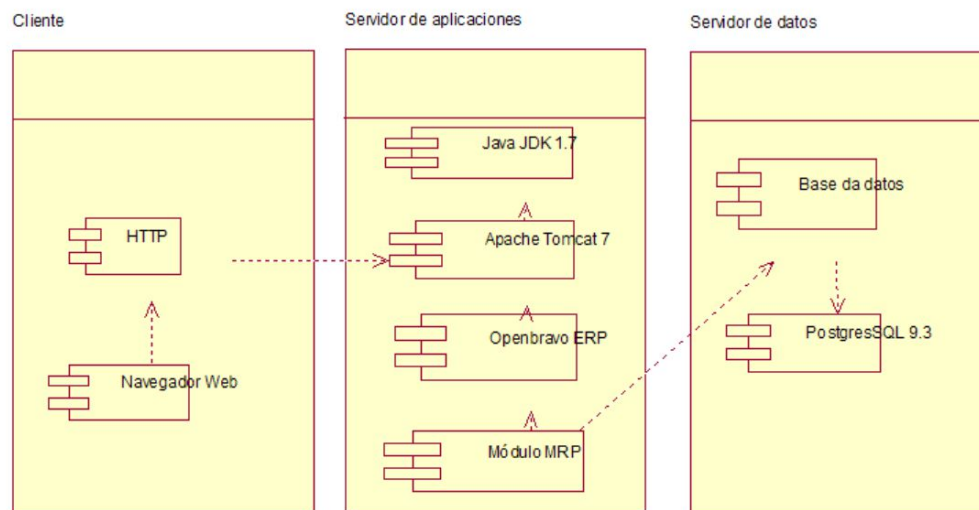 Cliente
Servidor de aplicaciones
Servidor de datos
Java JDK 1.7
Base da datos
HTTP
Apache Tomcat 7
Openbravo ERP
PostgresSQL 9.3
Navegador Web
Módulo MRP